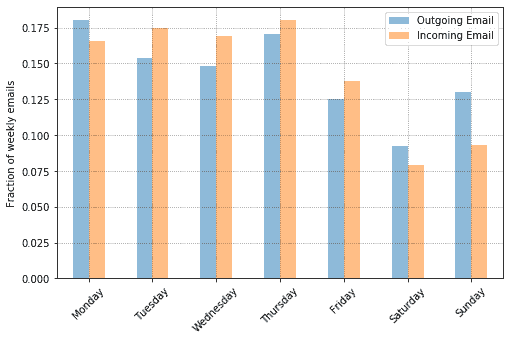 Outgoing Email
Incoming Email
Fraction of weekly emails
0.175
0.150
0.125
0.100
0.075
0.050
0.025
0.000
Monday
Tuesday
Wednesday
Thursday
Friday
Saturday
Sunday